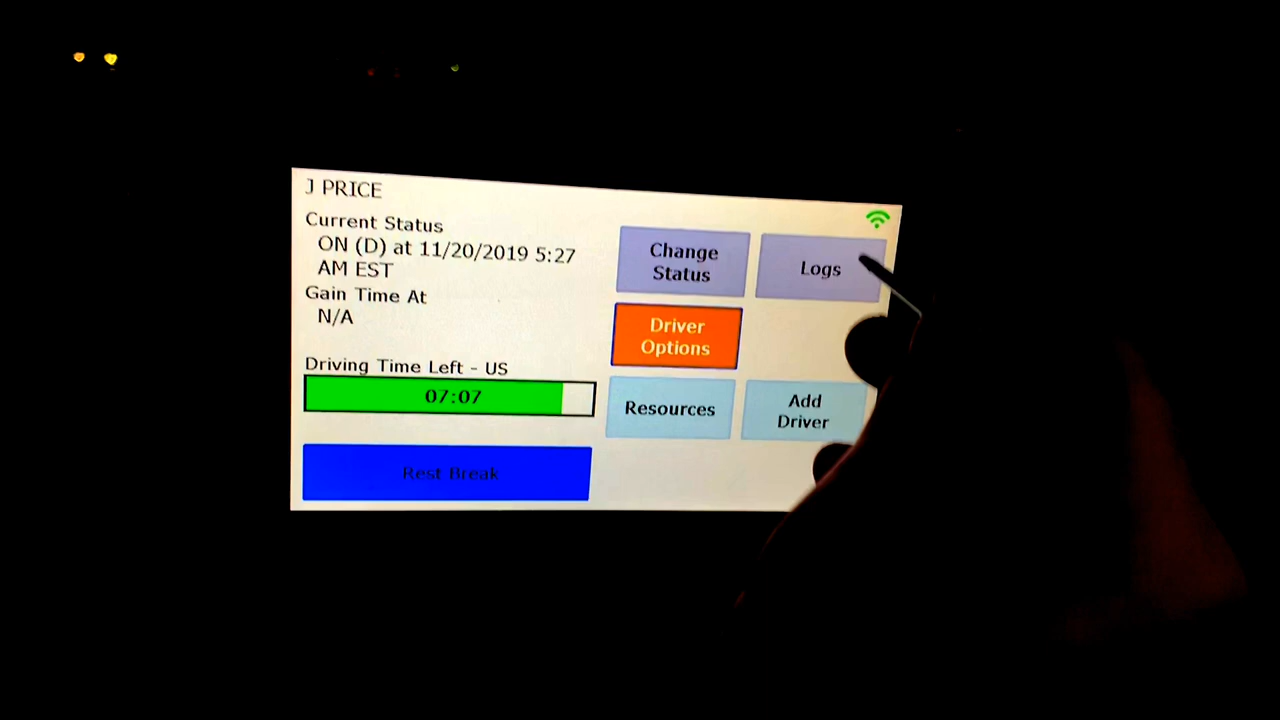 J PRICE
Current Status
ON (D) at 11/20/2019 5:27
AM EST
Gain Time At
N/A
Driving Time Left - US
07:07
Rest Break
Change
Status
Logs
Driver
Options
Resources
Add
Driver